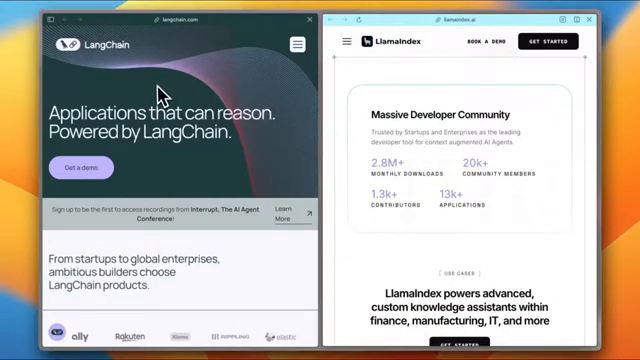 langchain.com
LangChain
Applications that can reason.
Powered by LangChain.
Get a demo
Sign up to be the first to access recordings from Interrupt, The AI Agent
Conference!
Learn
More
From startups to global enterprises,
ambitious builders choose
LangChain products.
ally
Rakuten
Klarna
RIPPLING
elastic
llamaindex.ai
LlamaIndex
BOOK A DEMO
GET STARTED
Massive Developer Community
Trusted by Startups and Enterprises as the leading
developer tool for context augmented AI Agents.
2.8M+
MONTHLY DOWNLOADS
20k+
COMMUNITY MEMBERS
1.3k+
CONTRIBUTORS
13k+
APPLICATIONS
[ USE CASES ]
LlamaIndex powers advanced,
custom knowledge assistants within
finance, manufacturing, IT, and more
GET STARTED